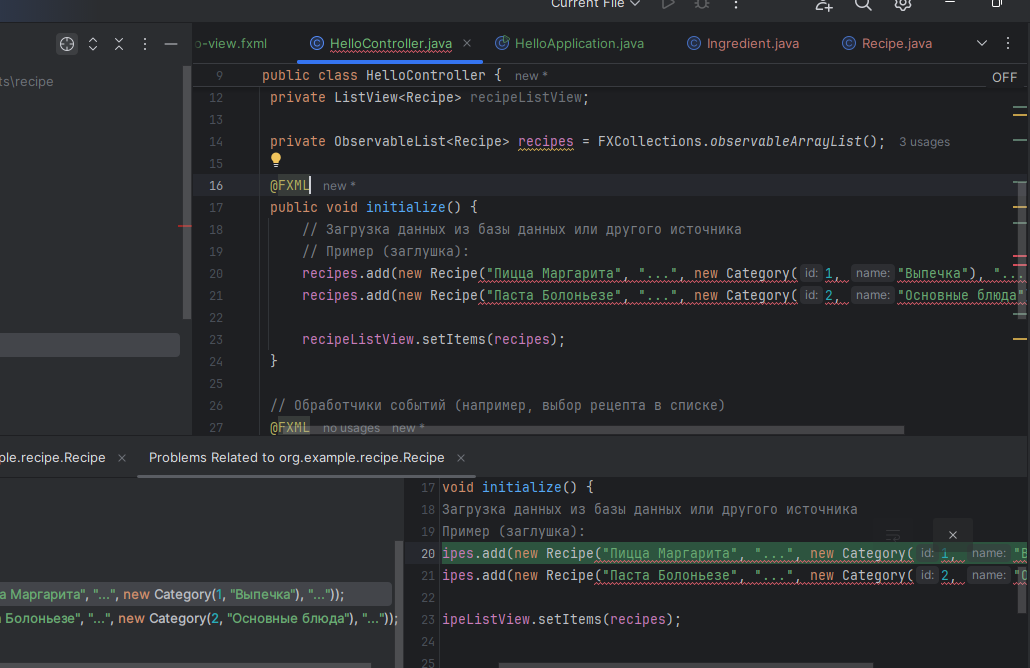 Current File
o-view.fxml HelloController.java HelloApplication.java Ingredient.java Recipe.java
ts\recipe
9 public class HelloController { new *
OFF
12 private ListView<Recipe> recipeListView;
13
14 private ObservableList<Recipe> recipes = FXCollections.observableArrayList(); 3 usages
15
16 @FXML new *
17 public void initialize() {
18 // Загрузка данных из базы данных или другого источника
19 // Пример (заглушка):
20 recipes.add(new Recipe("Пицца Маргарита", "...", new Category( id: 1, name: "Выпечка"), "...
21 recipes.add(new Recipe("Паста Болоньезе", "...", new Category( id: 2, name: "Основные блюда"
22
23 recipeListView.setItems(recipes);
24 }
25
26 // Обработчики событий (например, выбор рецепта в списке)
27 @FXML no usages new *
ple.recipe.Recipe Problems Related to org.example.recipe.Recipe
а Маргарита", "...", new Category(1, "Выпечка"), "..."));
а Болоньезе", "...", new Category(2, "Основные блюда"), "..."));
17 void initialize() {
18 Загрузка данных из базы данных или другого источника
19 Пример (заглушка):
20 ipes.add(new Recipe("Пицца Маргарита", "...", new Category( id: 1, name: "В
21 ipes.add(new Recipe("Паста Болоньезе", "...", new Category( id: 2, name: "О
22
23 ipeListView.setItems(recipes);
24
25